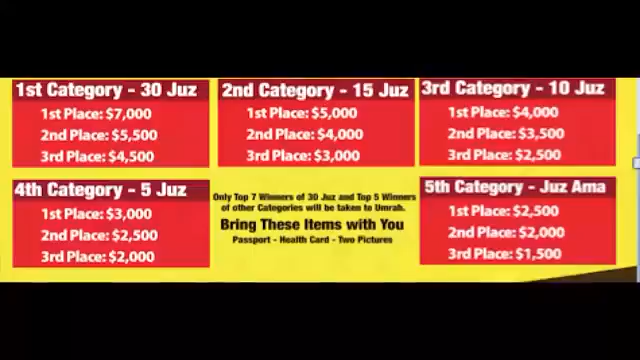 1st Category - 30 Juz
1st Place: $7,000
2nd Place: $5,500
3rd Place: $4,500
2nd Category - 15 Juz
1st Place: $5,000
2nd Place: $4,000
3rd Place: $3,000
3rd Category - 10 Juz
1st Place: $4,000
2nd Place: $3,500
3rd Place: $2,500
4th Category - 5 Juz
1st Place: $3,000
2nd Place: $2,500
3rd Place: $2,000
Only Top 7 Winners of 30 Juz and Top 5 Winners
of other Categories will be taken to Umrah.
Bring These Items with You
Passport - Health Card - Two Pictures
5th Category - Juz Ama
1st Place: $2,500
2nd Place: $2,000
3rd Place: $1,500